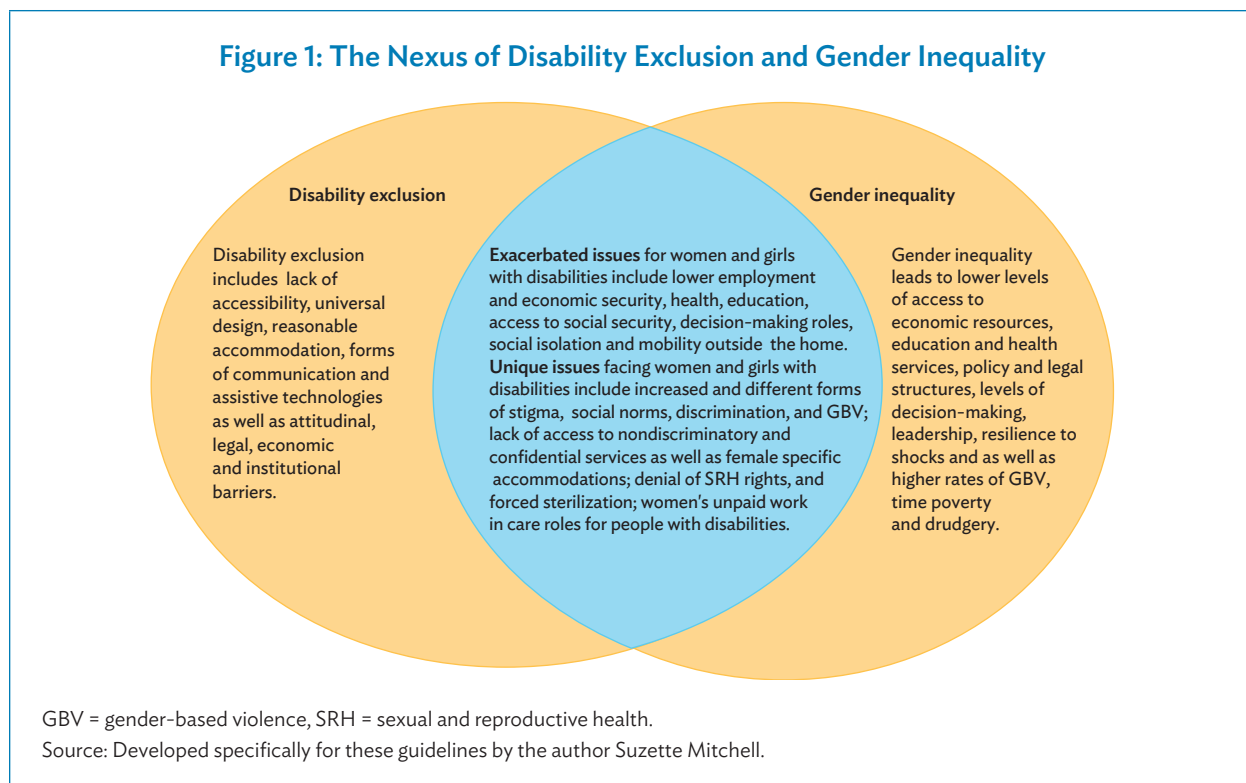 Figure 1: The Nexus of Disability Exclusion and Gender Inequality
Disability exclusion
Disability exclusion
includes lack of
accessibility, universal
design, reasonable
accommodation, forms
of communication and
assistive technologies
as well as attitudinal,
legal, economic
and institutional
barriers.
Exacerbated issues for women and girls
with disabilities include lower employment
and economic security, health, education,
access to social security, decision-making roles,
social isolation and mobility outside the home.
Unique issues facing women and girls with
disabilities include increased and different forms
of stigma, social norms, discrimination, and GBV;
lack of access to nondiscriminatory and
confidential services as well as female specific
accommodations; denial of SRH rights, and
forced sterilization; women's unpaid work
in care roles for people with disabilities.
Gender inequality
Gender inequality
leads to lower levels
of access to
economic resources,
education and health
services, policy and legal
structures, levels of
decision-making,
leadership, resilience to
shocks and as well as
higher rates of GBV,
time poverty
and drudgery.
GBV = gender-based violence, SRH = sexual and reproductive health.
Source: Developed specifically for these guidelines by the author Suzette Mitchell.